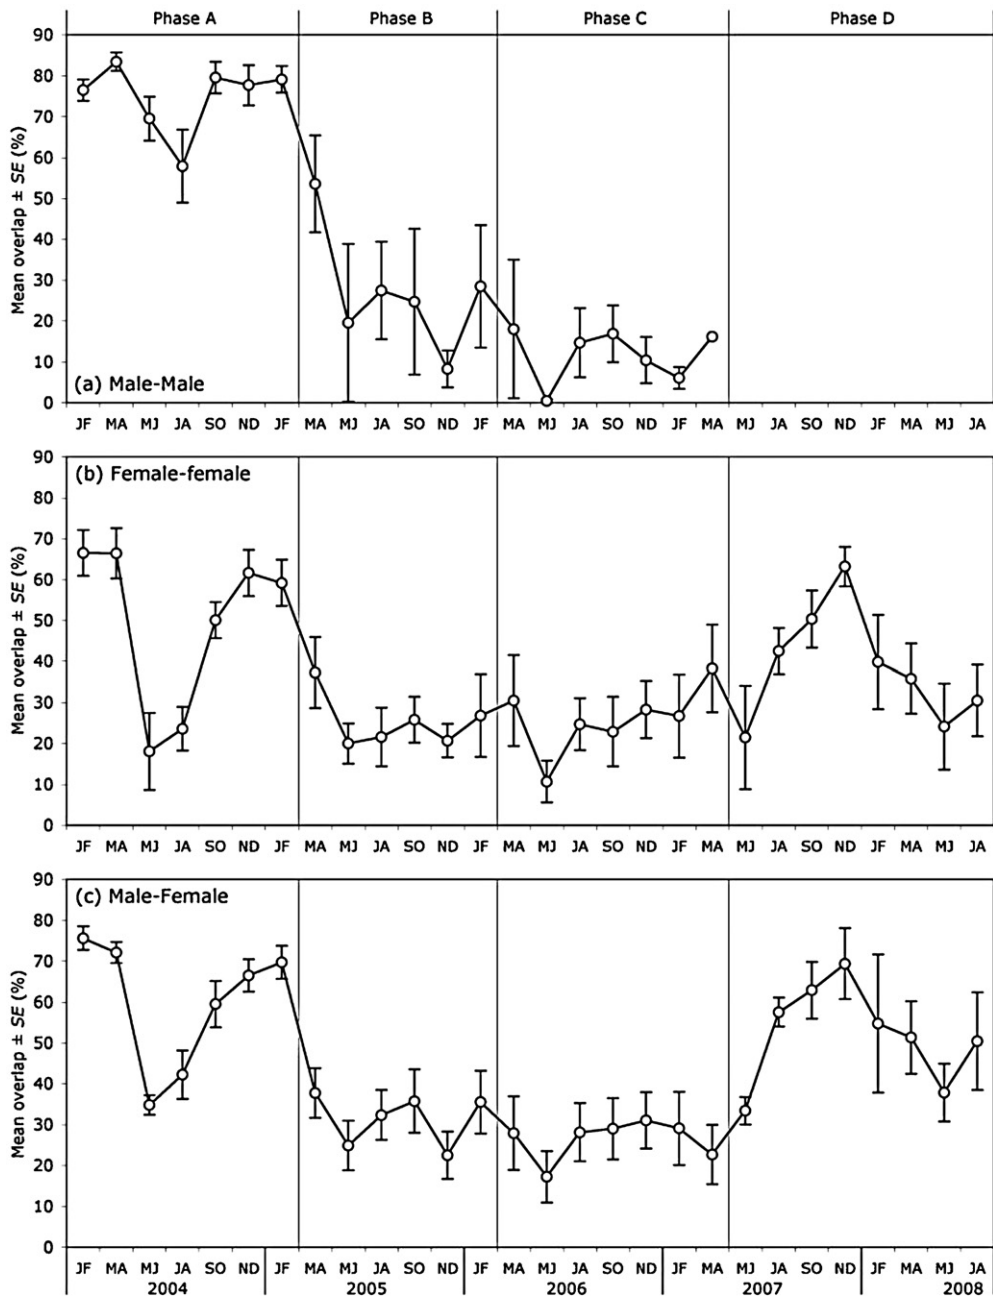 Phase A Phase B Phase C Phase D
90
80
70
60
50
40
30
20
10
0
Mean overlap ± SE (%)
(a) Male-Male
JF MA MJ JA SO ND JF MA MJ JA SO ND JF MA MJ JA SO ND JF MA MJ JA SO ND JF MA MJ JA
90
80
70
60
50
40
30
20
10
0
Mean overlap ± SE (%)
(b) Female-female
JF MA MJ JA SO ND JF MA MJ JA SO ND JF MA MJ JA SO ND JF MA MJ JA SO ND JF MA MJ JA
90
80
70
60
50
40
30
20
10
0
Mean overlap ± SE (%)
(c) Male-Female
JF MA MJ JA SO ND JF MA MJ JA SO ND JF MA MJ JA SO ND JF MA MJ JA SO ND JF MA MJ JA
2004 2005 2006 2007 2008